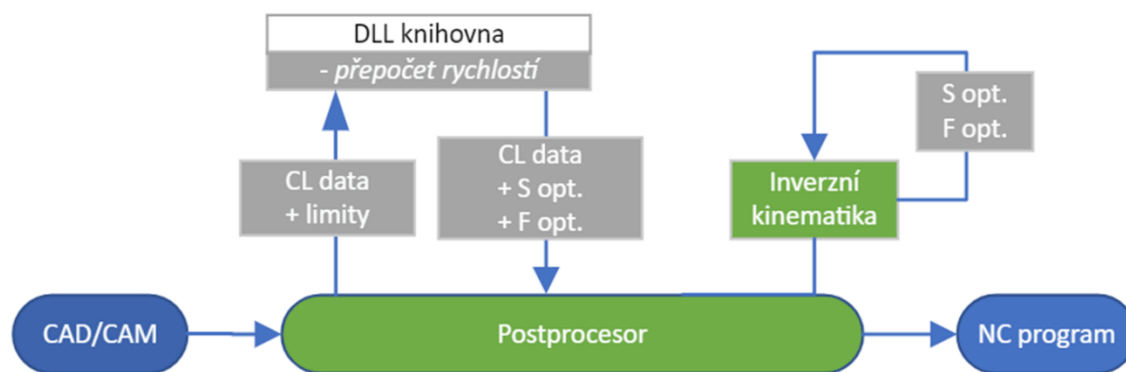 DLL knihovna
- přepočet rychlostí
CL data
+ limity
CL data
+ S opt.
+ F opt.
S opt.
F opt.
Inverzní
kinematika
CAD/CAM
Postprocesor
NC program